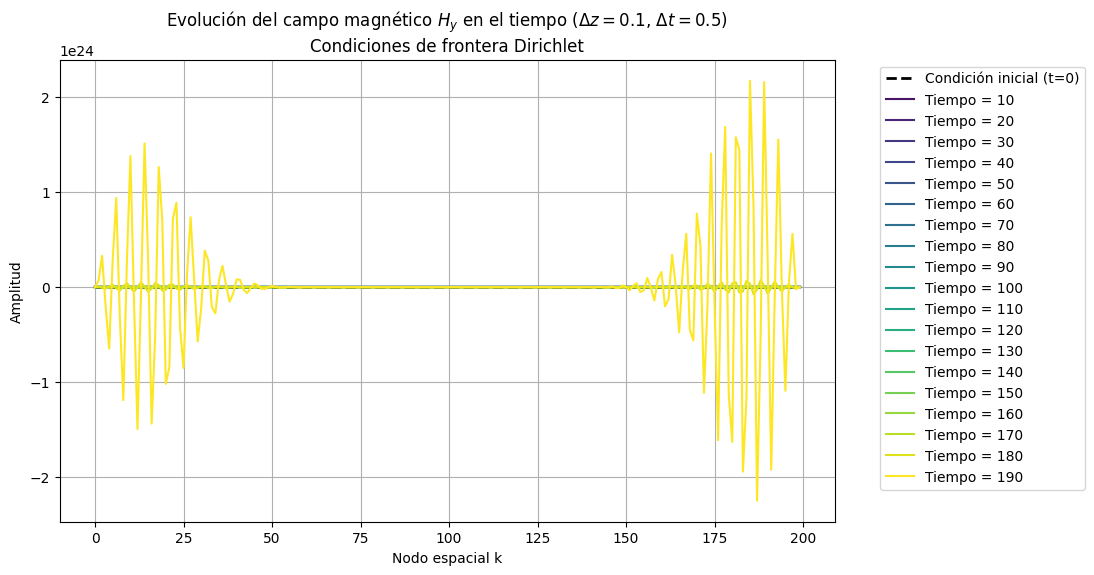 Evolución del campo magnético $H_y$ en el tiempo ($\Delta z = 0.1$, $\Delta t = 0.5$)
Condiciones de frontera Dirichlet
1e24
2
1
0
−1
−2
Amplitud
0 25 50 75 100 125 150 175 200
Nodo espacial k
Condición inicial (t=0)
Tiempo = 10
Tiempo = 20
Tiempo = 30
Tiempo = 40
Tiempo = 50
Tiempo = 60
Tiempo = 70
Tiempo = 80
Tiempo = 90
Tiempo = 100
Tiempo = 110
Tiempo = 120
Tiempo = 130
Tiempo = 140
Tiempo = 150
Tiempo = 160
Tiempo = 170
Tiempo = 180
Tiempo = 190